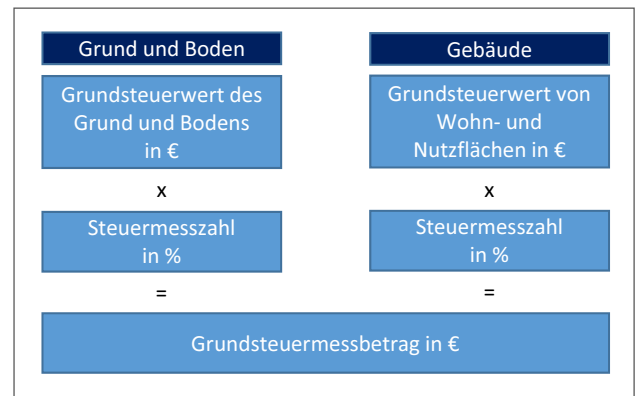 Grund und Boden
Grundsteuerwert des
Grund und Bodens
in €
x
Steuermesszahl
in %
=
Gebäude
Grundsteuerwert von
Wohn- und
Nutzflächen in €
x
Steuermesszahl
in %
=
Grundsteuermessbetrag in €